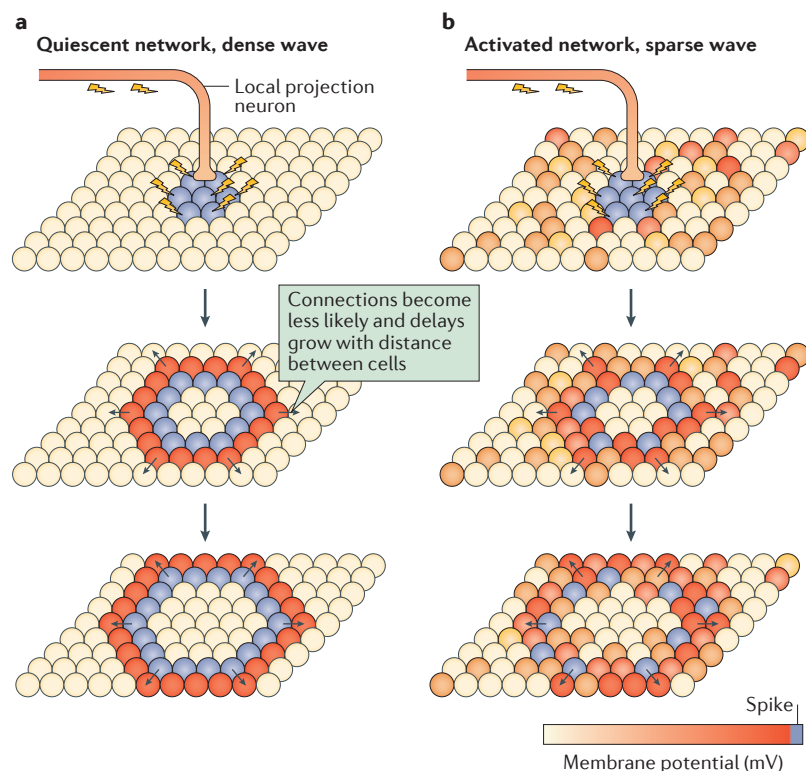 a
Quiescent network, dense wave
Local projection
neuron
b
Activated network, sparse wave
Connections become
less likely and delays
grow with distance
between cells
Spike
Membrane potential (mV)